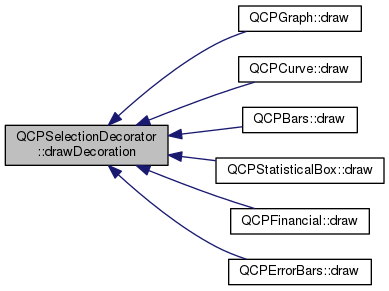 QCPGraph::draw
QCPCurve::draw
QCPSelectionDecorator
::drawDecoration
QCPBars::draw
QCPStatisticalBox::draw
QCPFinancial::draw
QCPErrorBars::draw